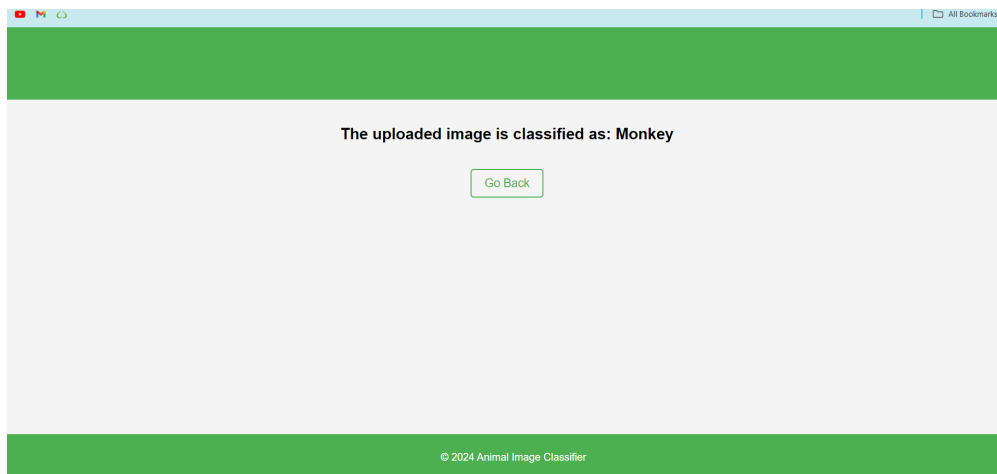 All Bookmarks
The uploaded image is classified as: Monkey
Go Back
© 2024 Animal Image Classifier